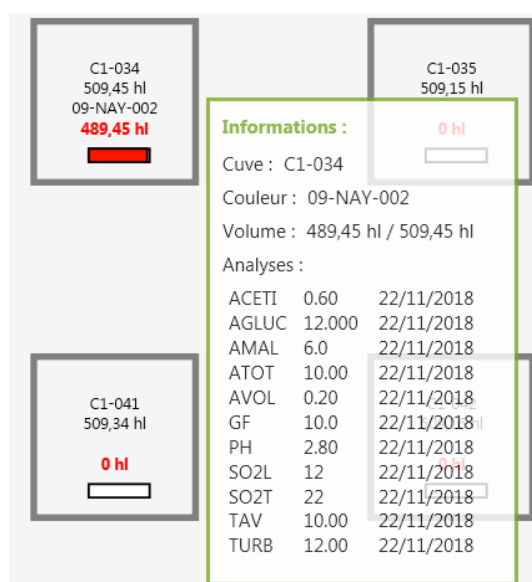 C1-034
509,45 hl
09-NAY-002
489,45 hl
C1-035
509,15 hl
0 hl
Informations :
Cuve : C1-034
Couleur : 09-NAY-002
Volume : 489,45 hl / 509,45 hl
Analyses :
ACETI 0.60 22/11/2018
AGLUC 12.000 22/11/2018
AMAL 6.0 22/11/2018
ATOT 10.00 22/11/2018
AVOL 0.20 22/11/2018
GF 10.0 22/11/2018
PH 2.80 22/11/2018
SO2L 12 22/11/2018
SO2T 22 22/11/2018
TAV 10.00 22/11/2018
TURB 12.00 22/11/2018
C1-041
509,34 hl
0 hl
C1-042
0 hl